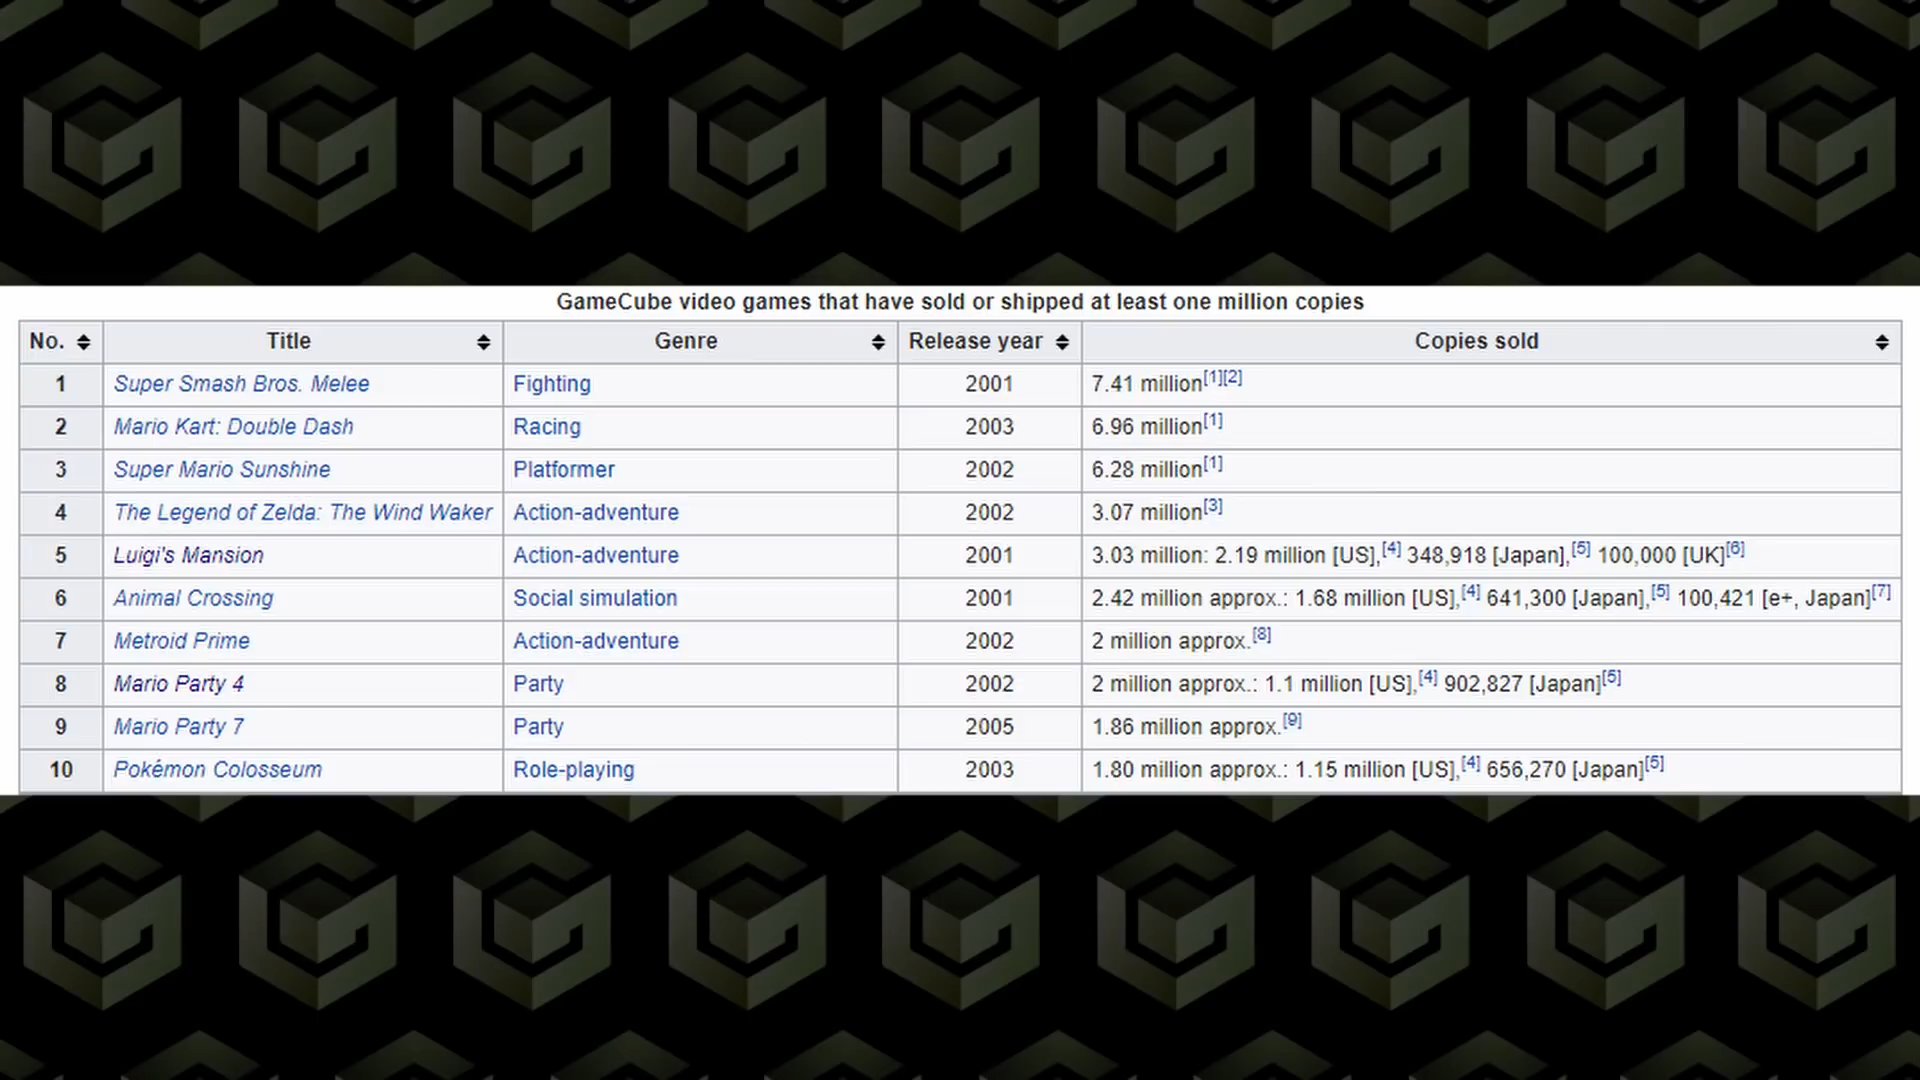 GameCube video games that have sold or shipped at least one million copies
No. Title Genre Release year Copies sold
1 Super Smash Bros. Melee Fighting 2001 7.41 million[1][2]
2 Mario Kart: Double Dash Racing 2003 6.96 million[1]
3 Super Mario Sunshine Platformer 2002 6.28 million[1]
4 The Legend of Zelda: The Wind Waker Action-adventure 2002 3.07 million[3]
5 Luigi's Mansion Action-adventure 2001 3.03 million: 2.19 million [US],[4] 348,918 [Japan],[5] 100,000 [UK][6]
6 Animal Crossing Social simulation 2001 2.42 million approx.: 1.68 million [US],[4] 641,300 [Japan],[5] 100,421 [e+, Japan][7]
7 Metroid Prime Action-adventure 2002 2 million approx.[8]
8 Mario Party 4 Party 2002 2 million approx.: 1.1 million [US],[4] 902,827 [Japan][5]
9 Mario Party 7 Party 2005 1.86 million approx.[9]
10 Pokémon Colosseum Role-playing 2003 1.80 million approx.: 1.15 million [US],[4] 656,270 [Japan][5]